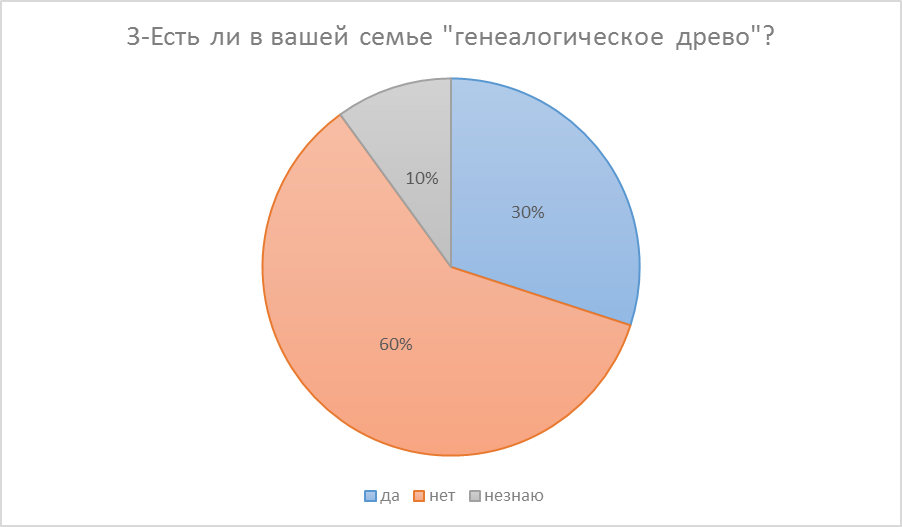 3-Есть ли в вашей семье "генеалогическое древо"?
10%
30%
60%
да нет незнаю